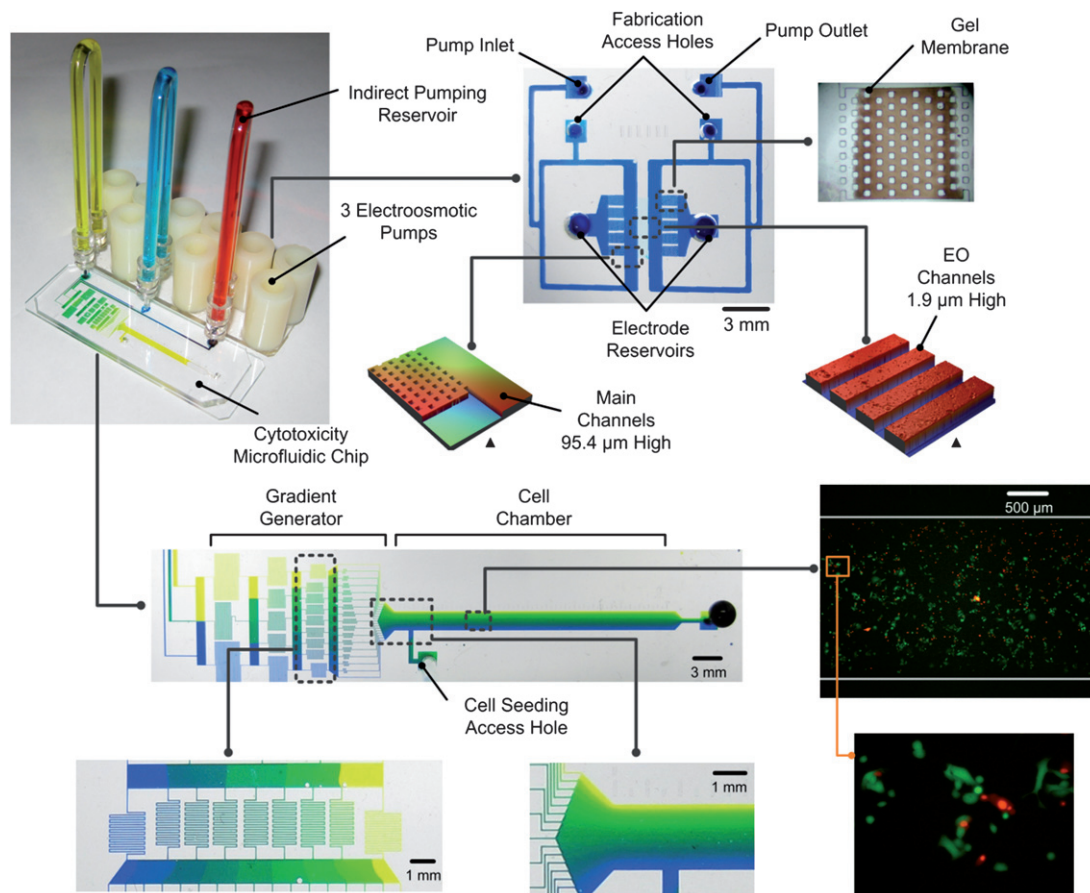 Fabrication
Access Holes
Pump Inlet
Pump Outlet
Gel
Membrane
Indirect Pumping
Reservoir
3 Electroosmotic
Pumps
EO
Channels
1.9 µm High
3 mm
Electrode
Reservoirs
Main
Channels
95.4 µm High
Cytotoxicity
Microfluidic Chip
Gradient
Generator
Cell
Chamber
500 µm
3 mm
Cell Seeding
Access Hole
1 mm
1 mm